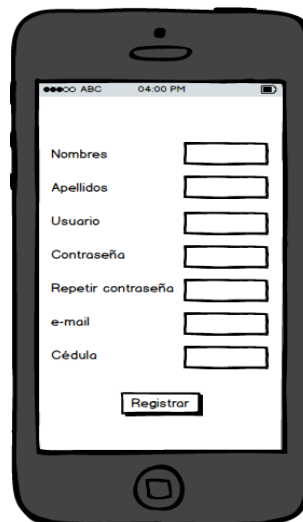 ABC 04:00 PM
Nombres
Apellidos
Usuario
Contraseña
Repetir contraseña
e-mail
Cédula
Registrar